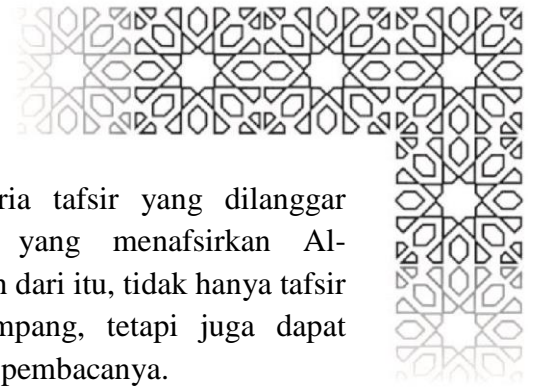 ria tafsir yang dilanggar
yang menafsirkan Al-
dari itu, tidak hanya tafsir
mpang, tetapi juga dapat
pembacanya.